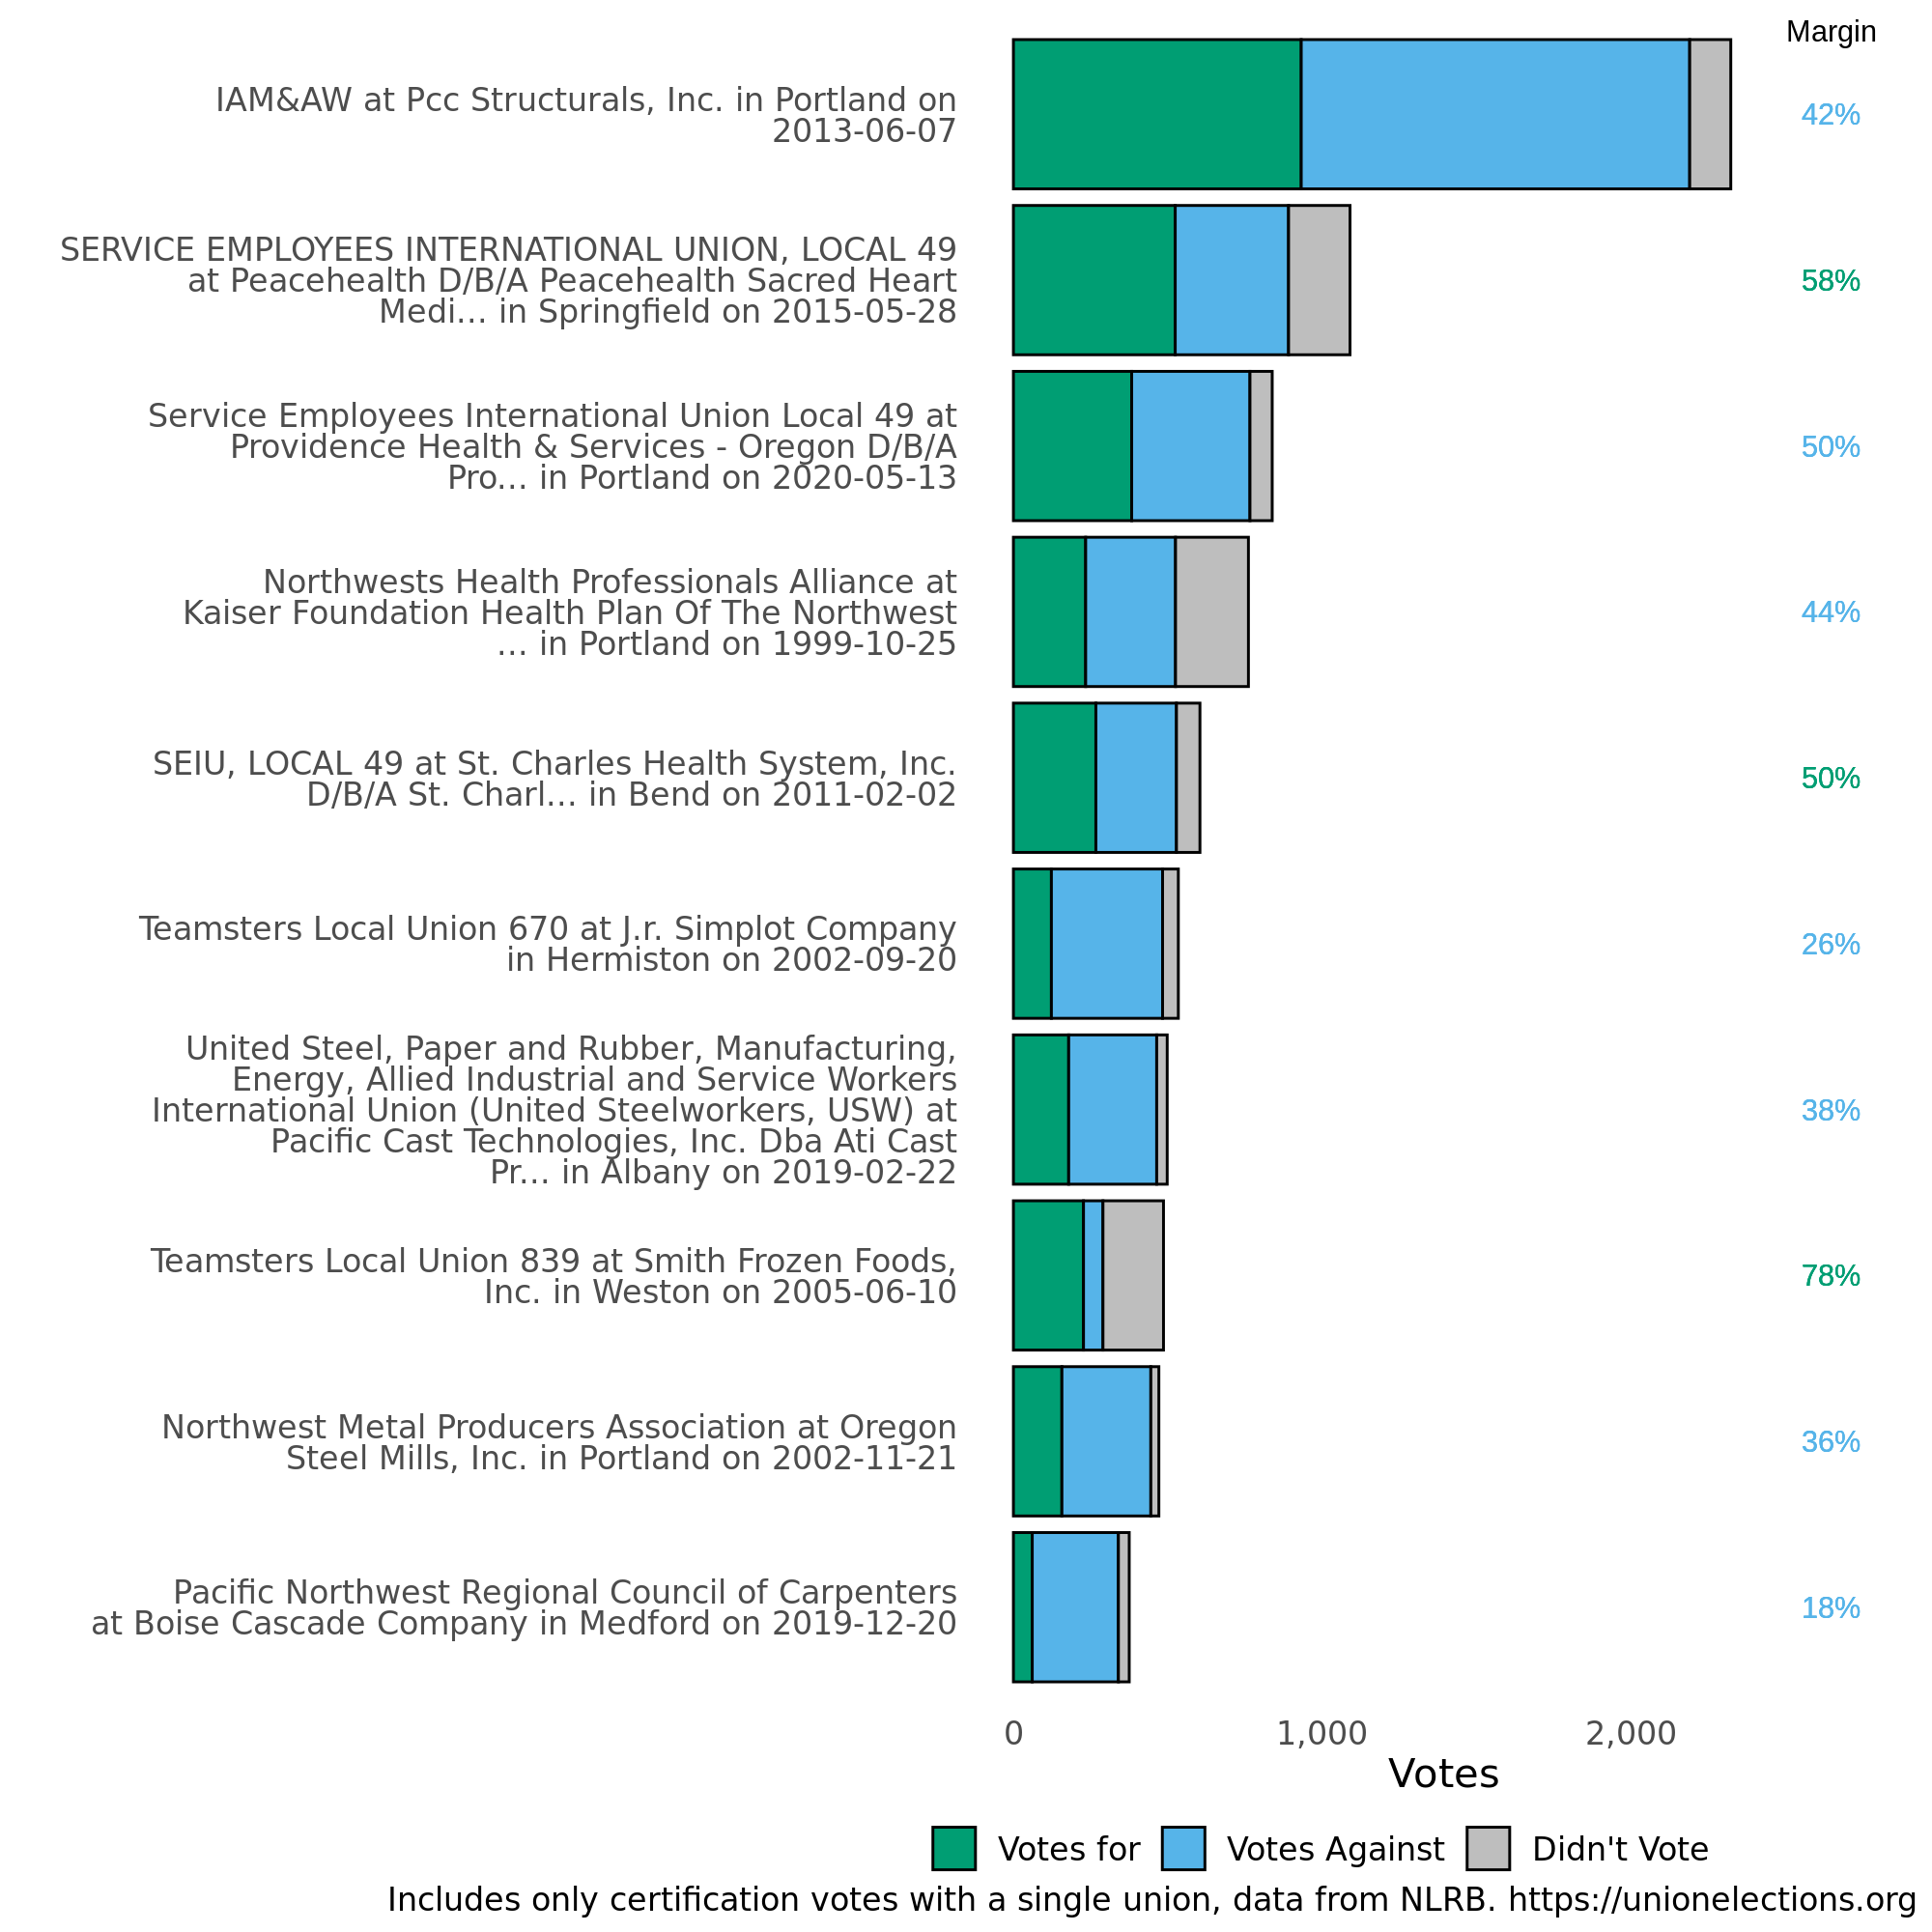 Margin
IAM&AW at Pcc Structurals, Inc. in Portland on
2013-06-07
42%
SERVICE EMPLOYEES INTERNATIONAL UNION, LOCAL 49
at Peacehealth D/B/A Peacehealth Sacred Heart
Medi... in Springfield on 2015-05-28
58%
Service Employees International Union Local 49 at
Providence Health & Services - Oregon D/B/A
Pro... in Portland on 2020-05-13
50%
Northwests Health Professionals Alliance at
Kaiser Foundation Health Plan Of The Northwest
... in Portland on 1999-10-25
44%
SEIU, LOCAL 49 at St. Charles Health System, Inc.
D/B/A St. Charl... in Bend on 2011-02-02
50%
Teamsters Local Union 670 at J.r. Simplot Company
in Hermiston on 2002-09-20
26%
United Steel, Paper and Rubber, Manufacturing,
Energy, Allied Industrial and Service Workers
International Union (United Steelworkers, USW) at
Pacific Cast Technologies, Inc. Dba Ati Cast
Pr... in Albany on 2019-02-22
38%
Teamsters Local Union 839 at Smith Frozen Foods,
Inc. in Weston on 2005-06-10
78%
Northwest Metal Producers Association at Oregon
Steel Mills, Inc. in Portland on 2002-11-21
36%
Pacific Northwest Regional Council of Carpenters
at Boise Cascade Company in Medford on 2019-12-20
18%
0 1,000 2,000
Votes
Votes for Votes Against Didn't Vote
Includes only certification votes with a single union, data from NLRB. https://unionelections.org